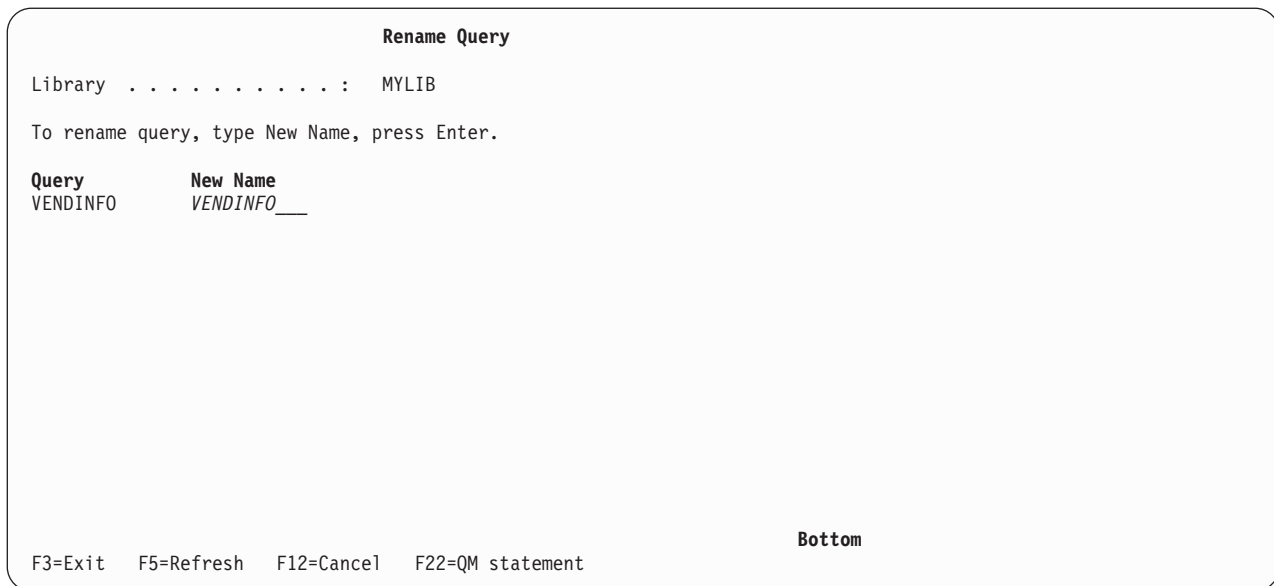 Rename Query
Library . . . . . . . . . . : MYLIB
To rename query, type New Name, press Enter.
Query New Name
VENDINFO VENDINFO___
Bottom
F3=Exit F5=Refresh F12=Cancel F22=QM statement